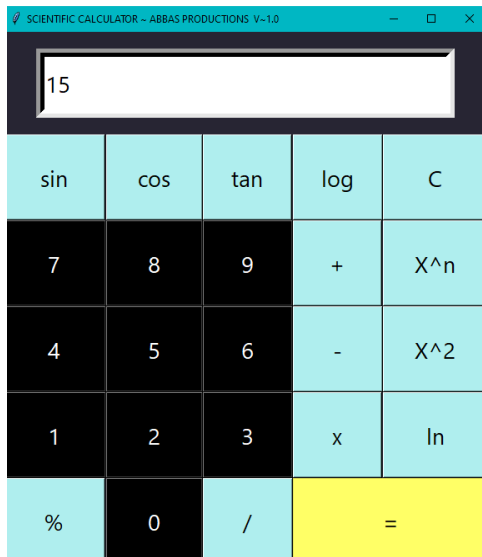 SCIENTIFIC CALCULATOR ~ ABBAS PRODUCTIONS V~1.0
15
sin cos tan log C
7 8 9 + X^n
4 5 6 - X^2
1 2 3 x ln
% 0 / =